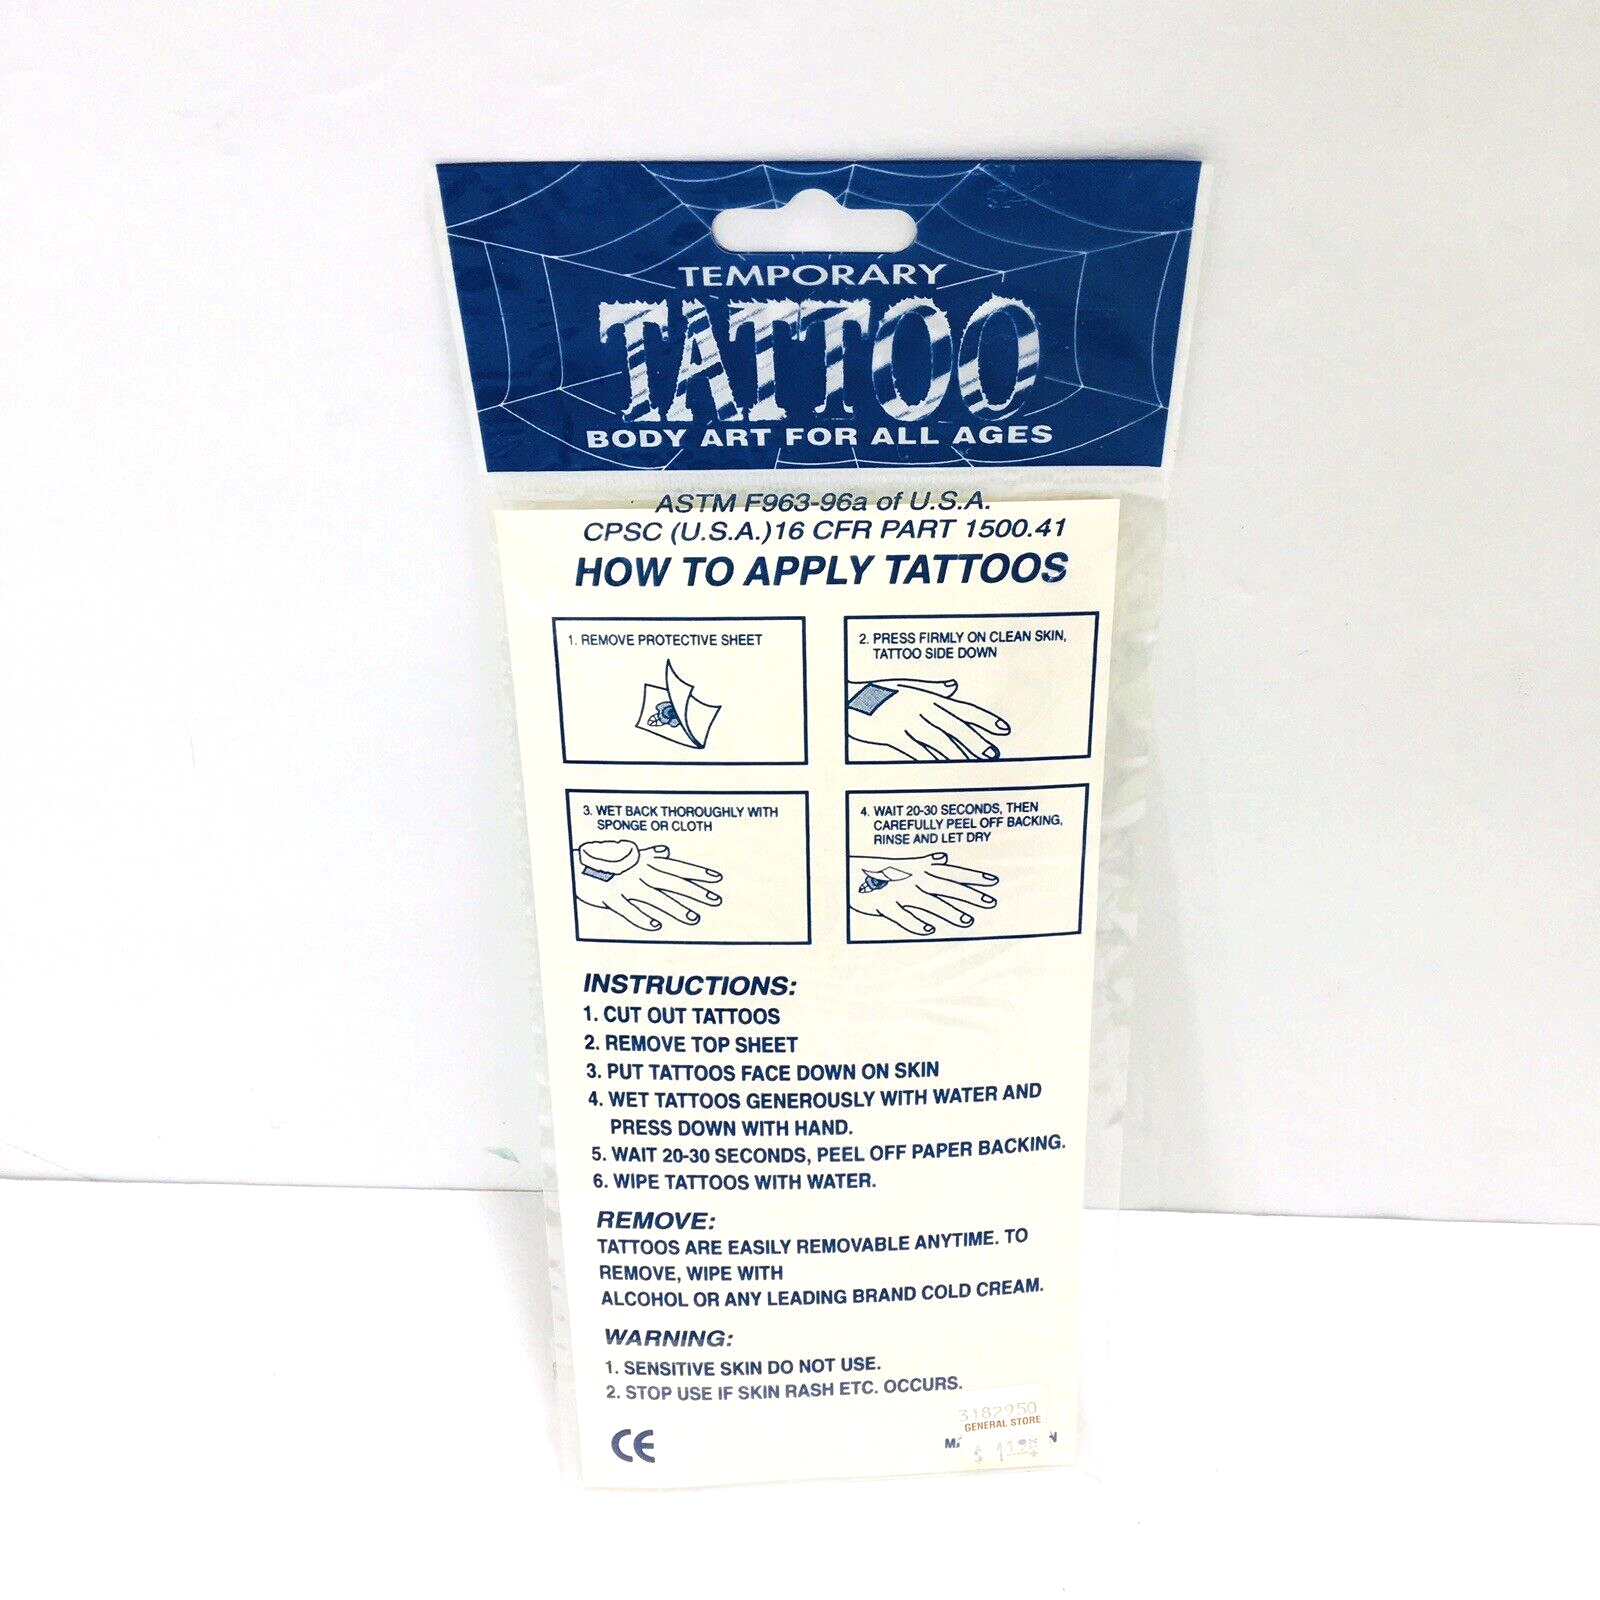 TEMPORARY
TATTOO
BODY ART FOR ALL AGES
ASTM F963-96a of U.S.A.
CPSC (U.S.A.)16 CFR PART 1500.41
HOW TO APPLY TATTOOS
1. REMOVE PROTECTIVE SHEET
2. PRESS FIRMLY ON CLEAN SKIN,
TATTOO SIDE DOWN
3. WET BACK THOROUGHLY WITH
SPONGE OR CLOTH
4. WAIT 20-30 SECONDS, THEN
CAREFULLY PEEL OFF BACKING,
RINSE AND LET DRY
INSTRUCTIONS:
1. CUT OUT TATTOOS
2. REMOVE TOP SHEET
3. PUT TATTOOS FACE DOWN ON SKIN
4. WET TATTOOS GENEROUSLY WITH WATER AND
PRESS DOWN WITH HAND.
5. WAIT 20-30 SECONDS, PEEL OFF PAPER BACKING.
6. WIPE TATTOOS WITH WATER.
REMOVE:
TATTOOS ARE EASILY REMOVABLE ANYTIME. TO
REMOVE, WIPE WITH
ALCOHOL OR ANY LEADING BRAND COLD CREAM.
WARNING:
1. SENSITIVE SKIN DO NOT USE.
2. STOP USE IF SKIN RASH ETC. OCCURS.
3182950
GENERAL STORE
CE